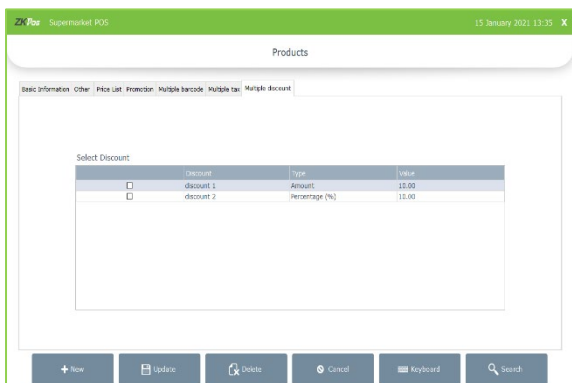 ZKPos Supermarket POS 15 January 2021 13:35 X
Products
Basic Information Other Price List Promotion Multiple barcode Multiple tax Multiple discount
Select Discount
Discount Type Value
discount 1 Amount 10.00
discount 2 Percentage (%) 10.00
New Update Delete Cancel Keyboard Search